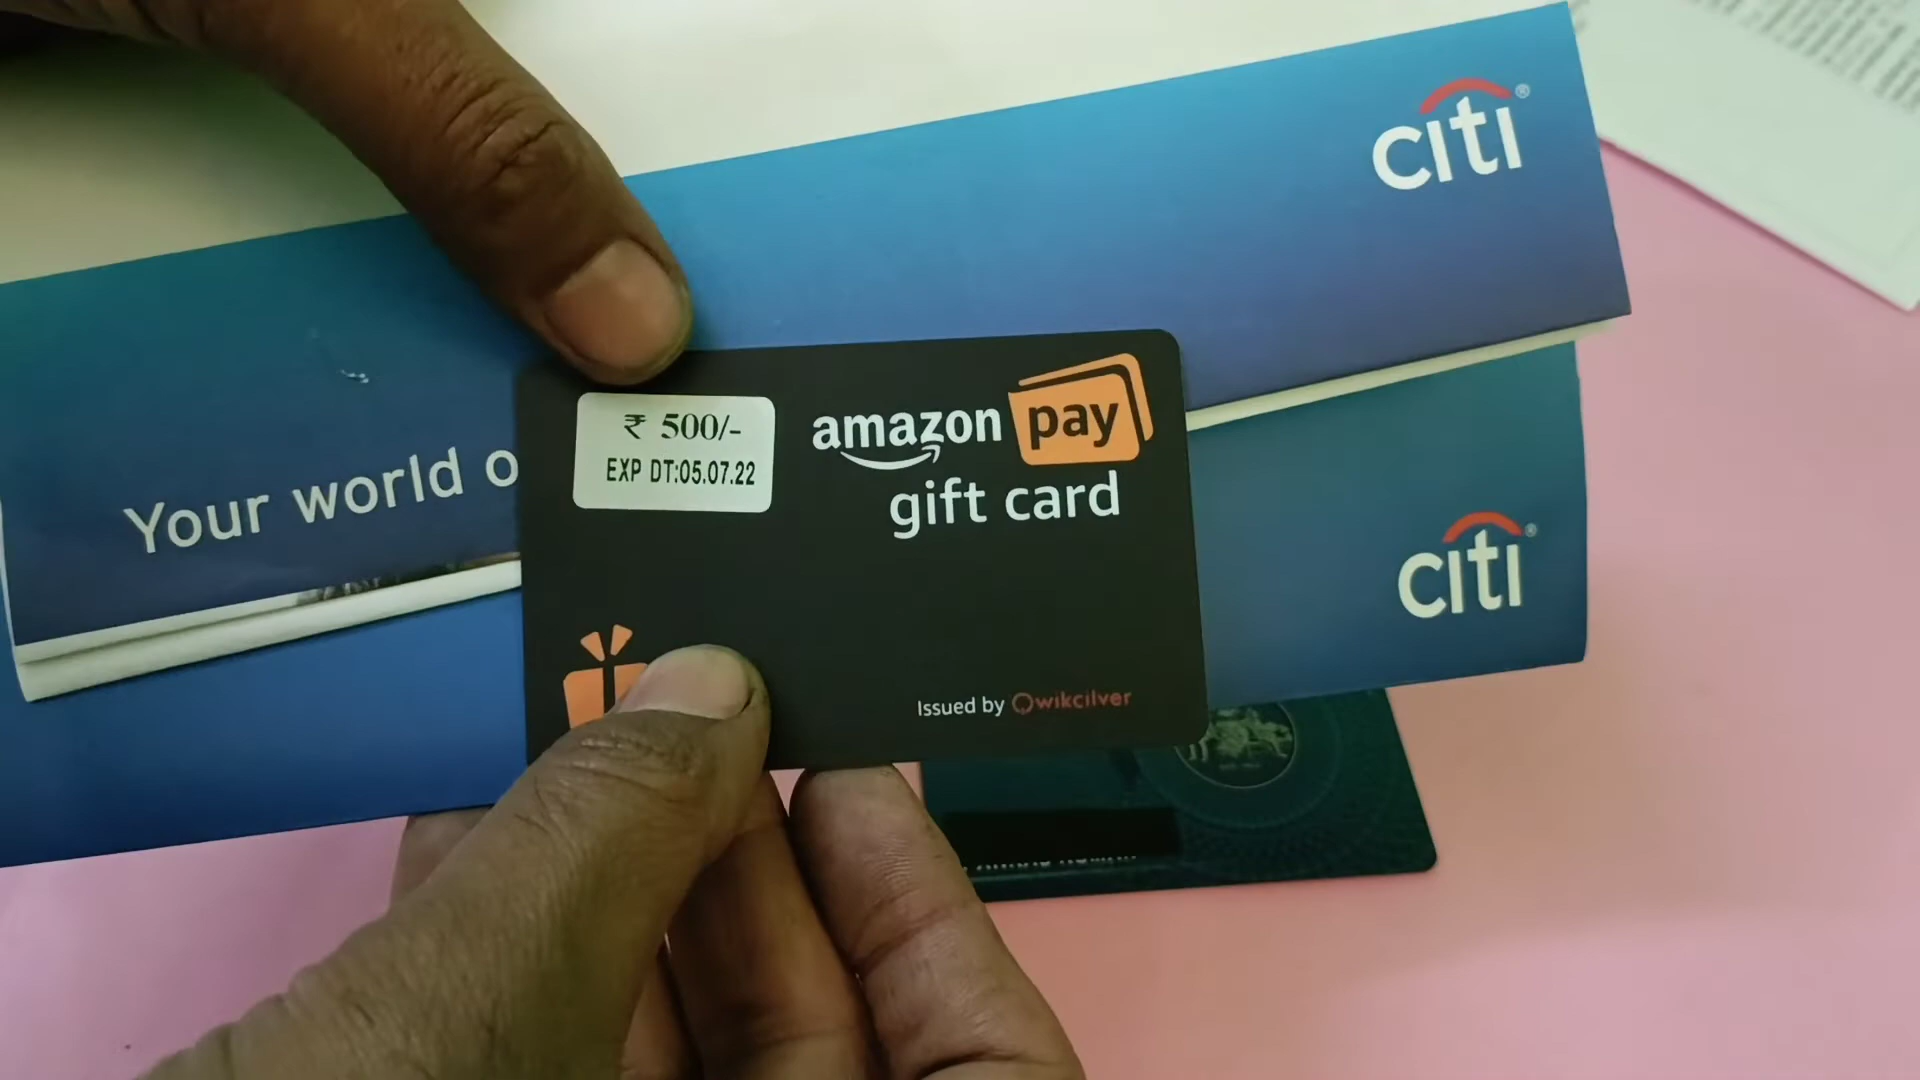 citi®
Your world o
₹ 500/-
EXP DT:05.07.22
amazon pay
gift card
citi®
Issued by Qwikcilver